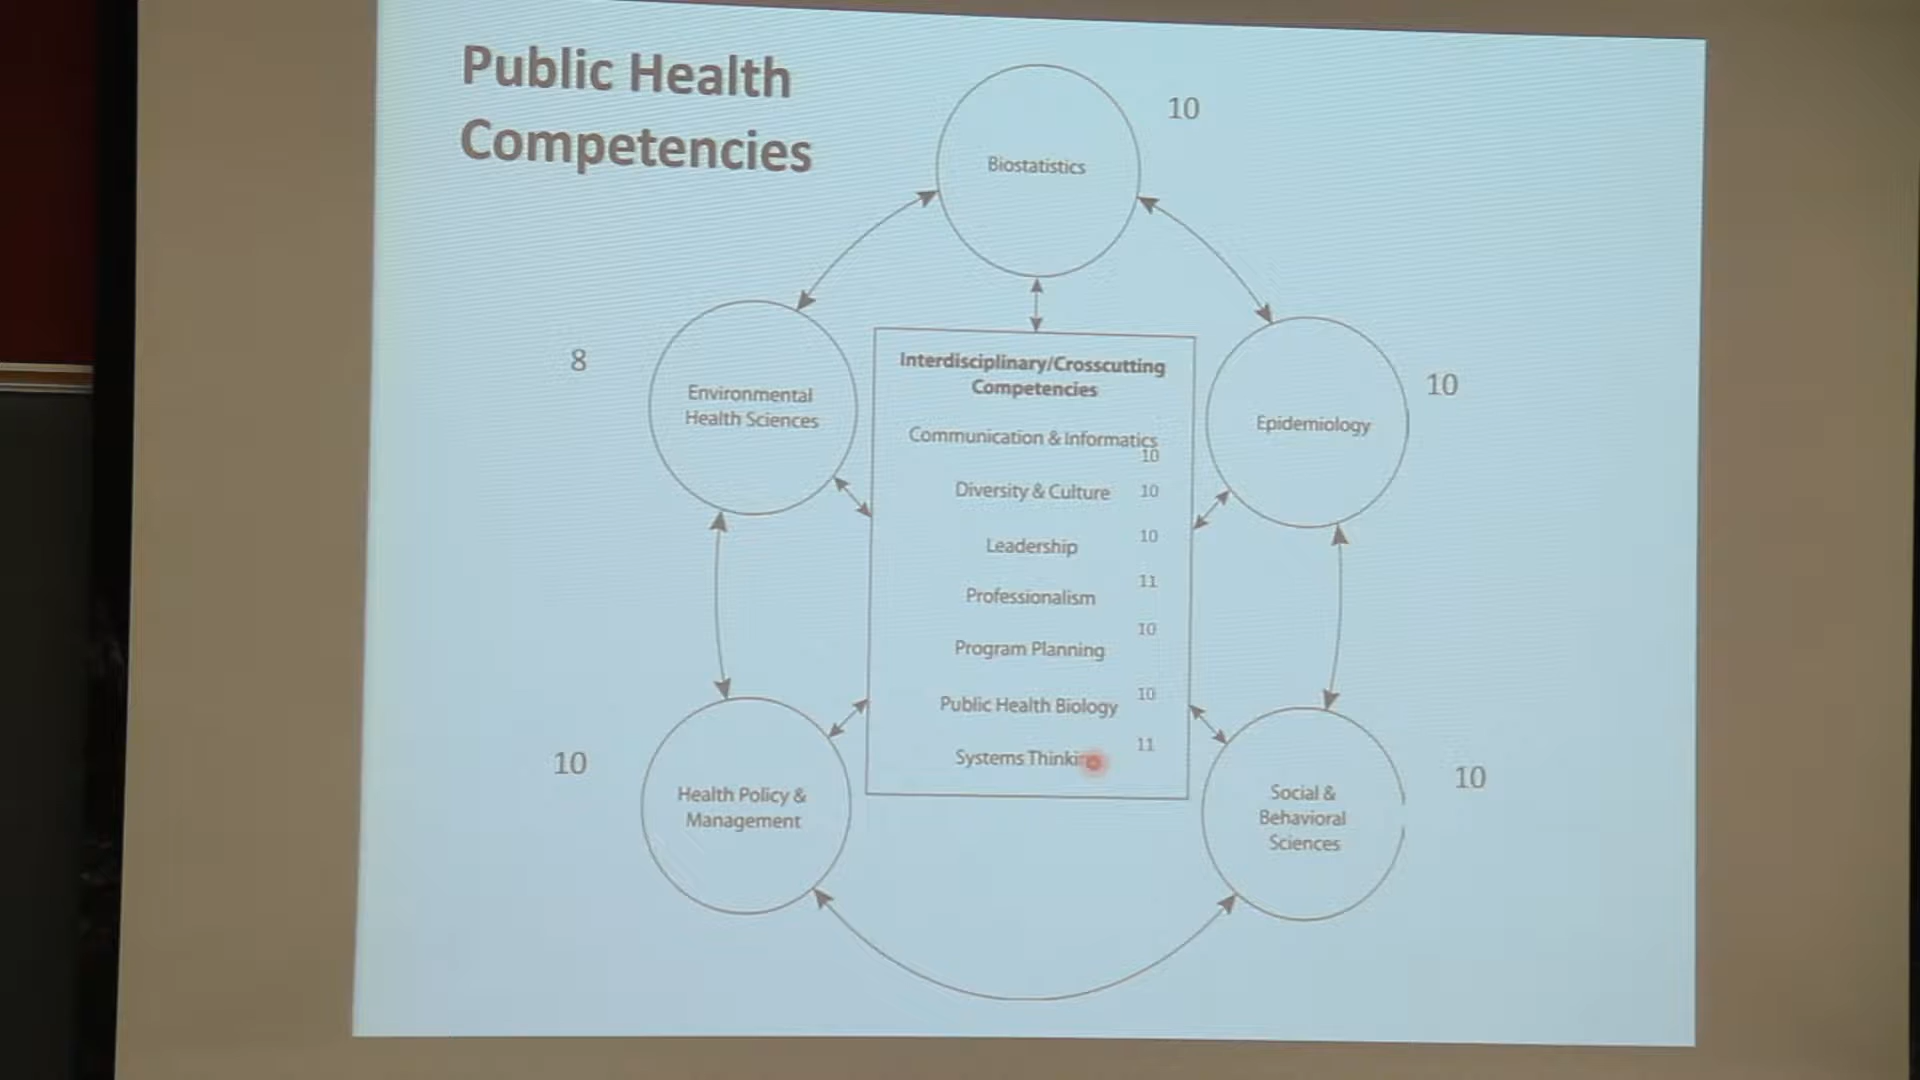 Public Health
Competencies
Biostatistics
10
Environmental
Health Sciences
8
Epidemiology
10
Interdisciplinary/Crosscutting
Competencies
Communication & Informatics
10
Diversity & Culture 10
Leadership 10
Professionalism 11
Program Planning 10
Public Health Biology 10
Systems 11
Health Policy &
Management
10
Social &
Behavioral
Sciences
10